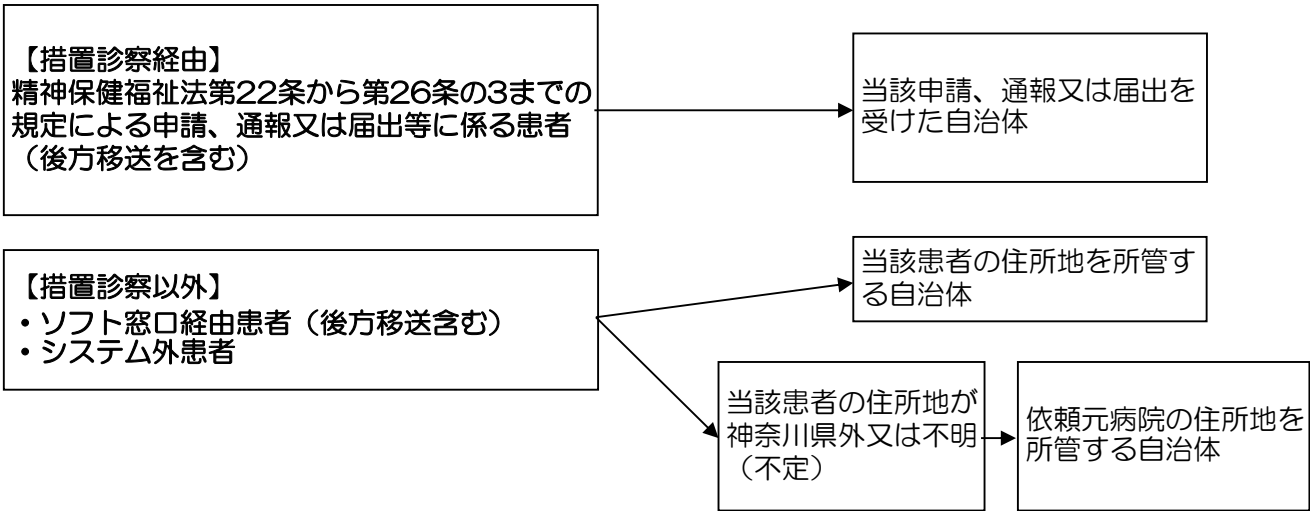 【措置診察経由】
精神保健福祉法第22条から第26条の3までの
規定による申請、通報又は届出等に係る患者
（後方移送を含む）
当該申請、通報又は届出を
受けた自治体
【措置診察以外】
・ソフト窓口経由患者（後方移送含む）
・システム外患者
当該患者の住所地を所管す
る自治体
当該患者の住所地が
神奈川県外又は不明
（不定）
依頼元病院の住所地を
所管する自治体